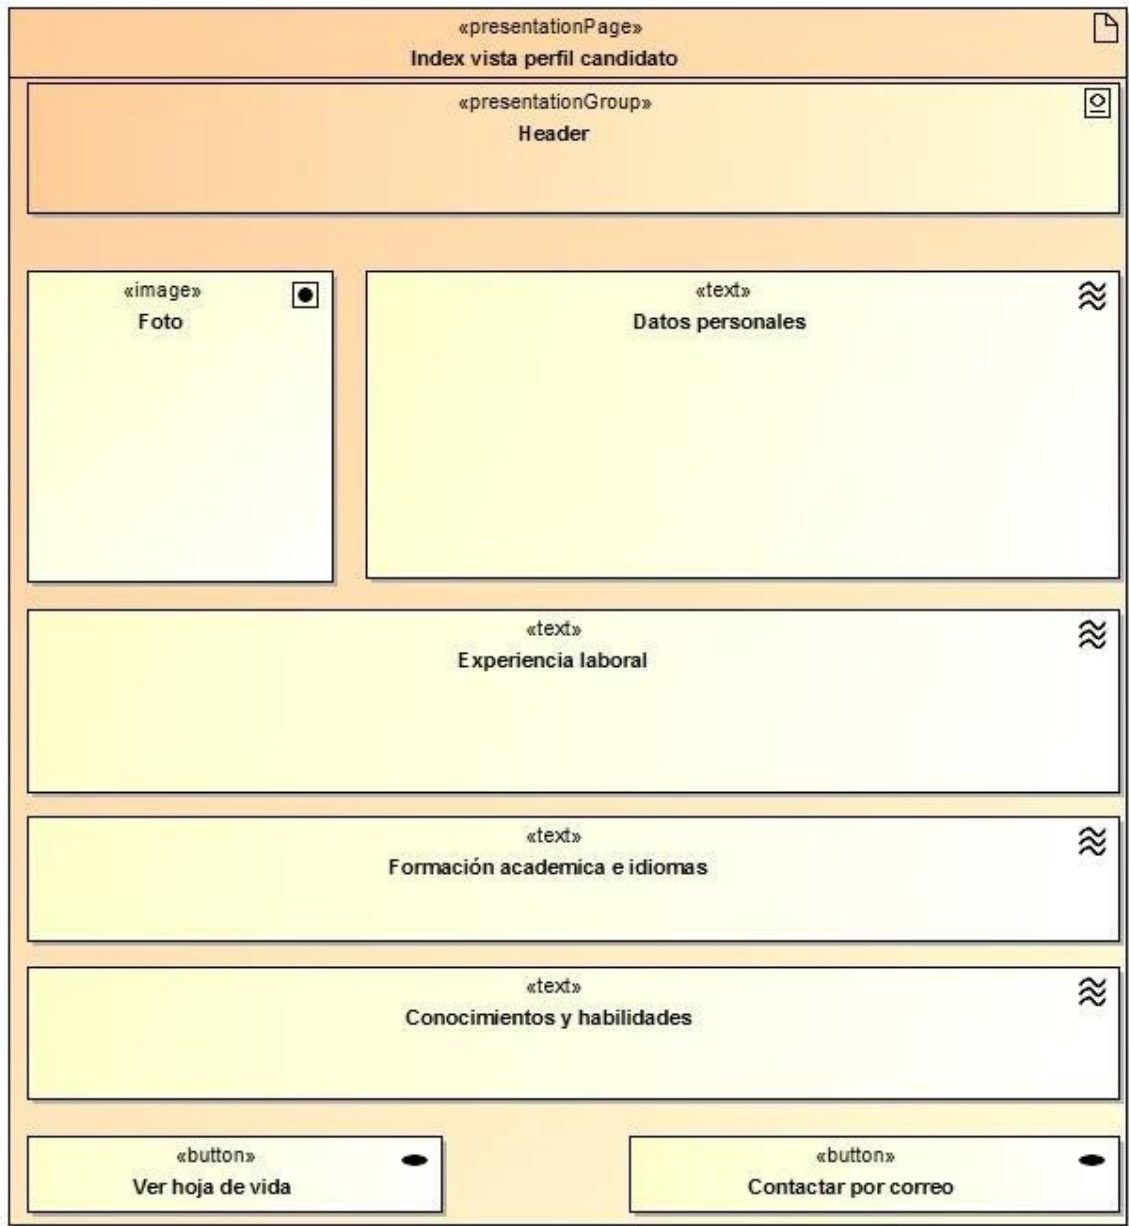 «presentationPage»
Index vista perfil candidato
«presentationGroup»
Header
«image»
Foto
«text»
Datos personales
«text»
Experiencia laboral
«text»
Formación academica e idiomas
«text»
Conocimientos y habilidades
«button»
Ver hoja de vida
«button»
Contactar por correo